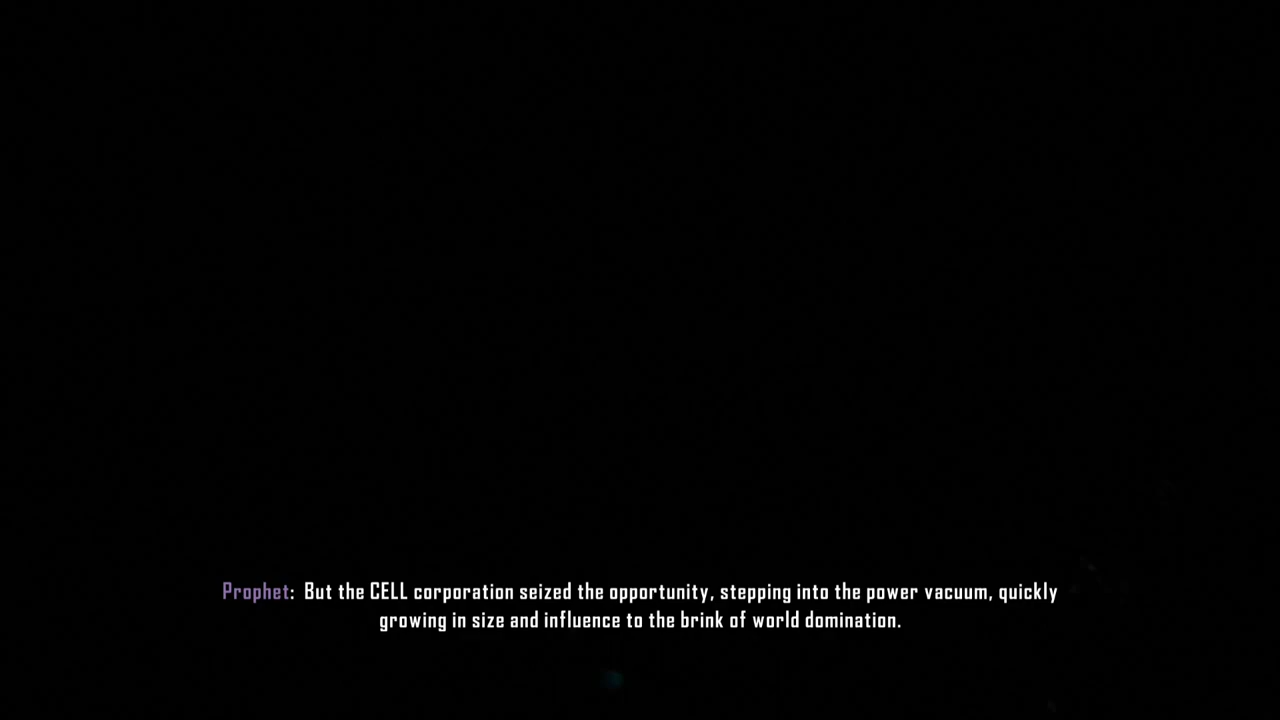 Prophet: But the CELL corporation seized the opportunity, stepping into the power vacuum, quickly
growing in size and influence to the brink of world domination.